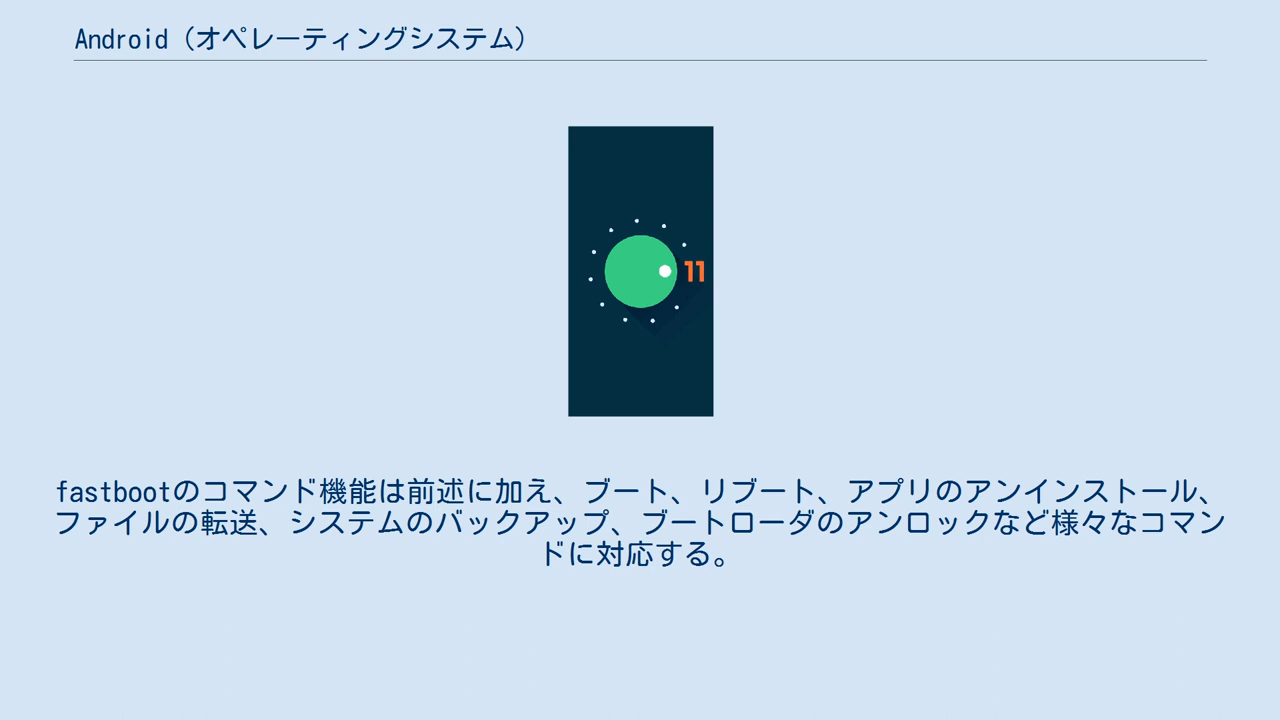 Android（オペレーティングシステム）
11
fastbootのコマンド機能は前述に加え、ブート、リブート、アプリのアンインストール、
ファイルの転送、システムのバックアップ、ブートローダのアンロックなど様々なコマン
ドに対応する。